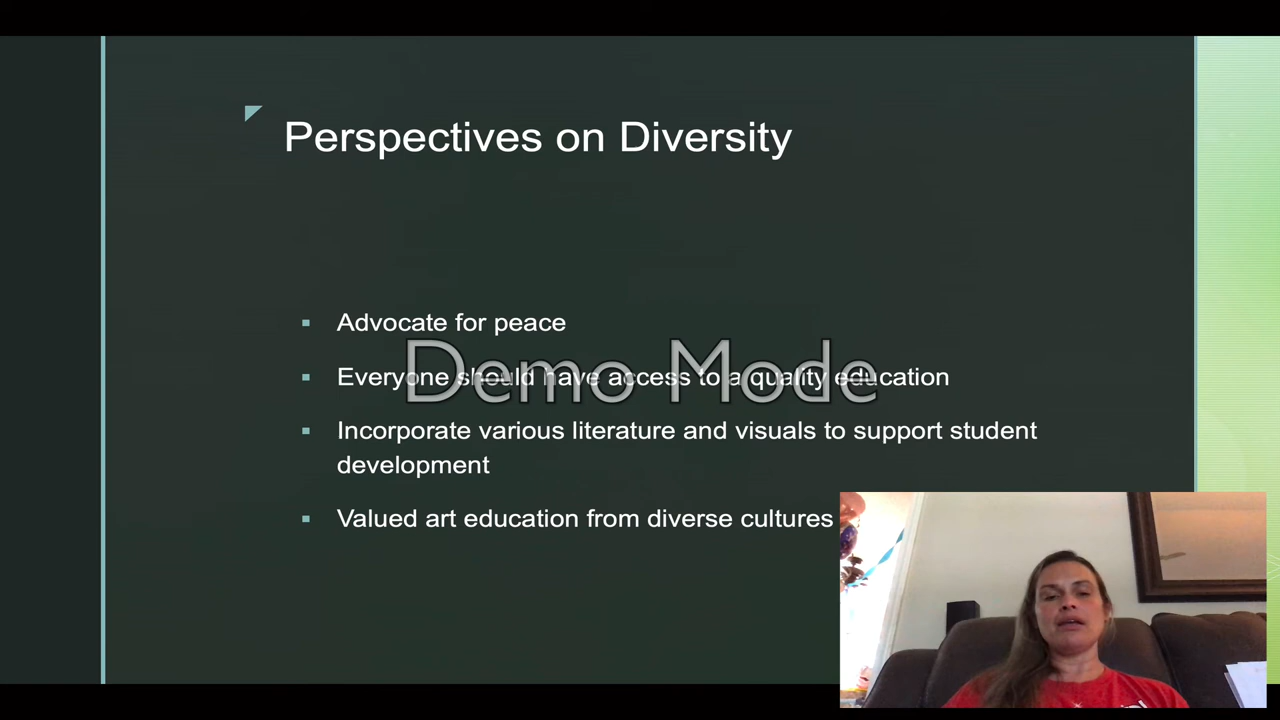 Perspectives on Diversity
Advocate for peace
Demo Mode
Everyone should have access to a quality education
Incorporate various literature and visuals to support student
development
Valued art education from diverse cultures